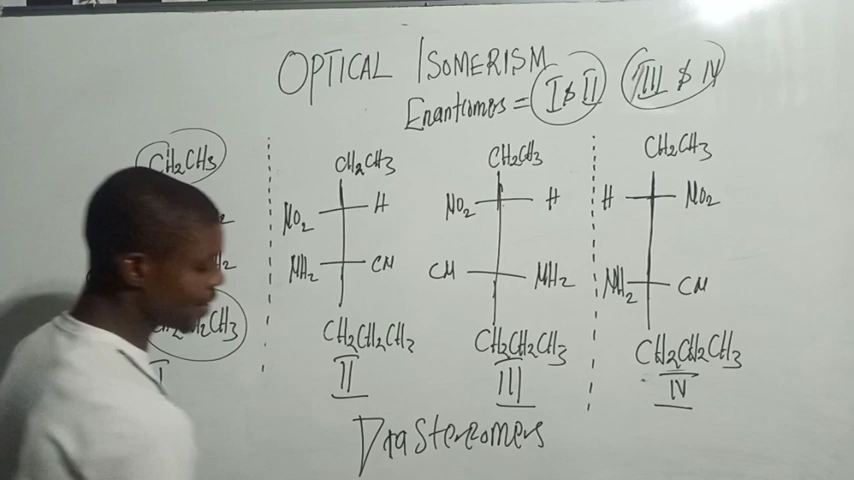 OPTICAL ISOMERISM
Enantiomers = I & II III & IV
CH2CH3 CH2CH3 CH2CH3 CH2CH3
NO2 H NO2 H H NO2
NH2 CN CN NH2 NH2 CN
CH2CH3 CH2CH2CH3 CH2CH2CH3 CH2CH2CH3
I II III IV
Diastereomers